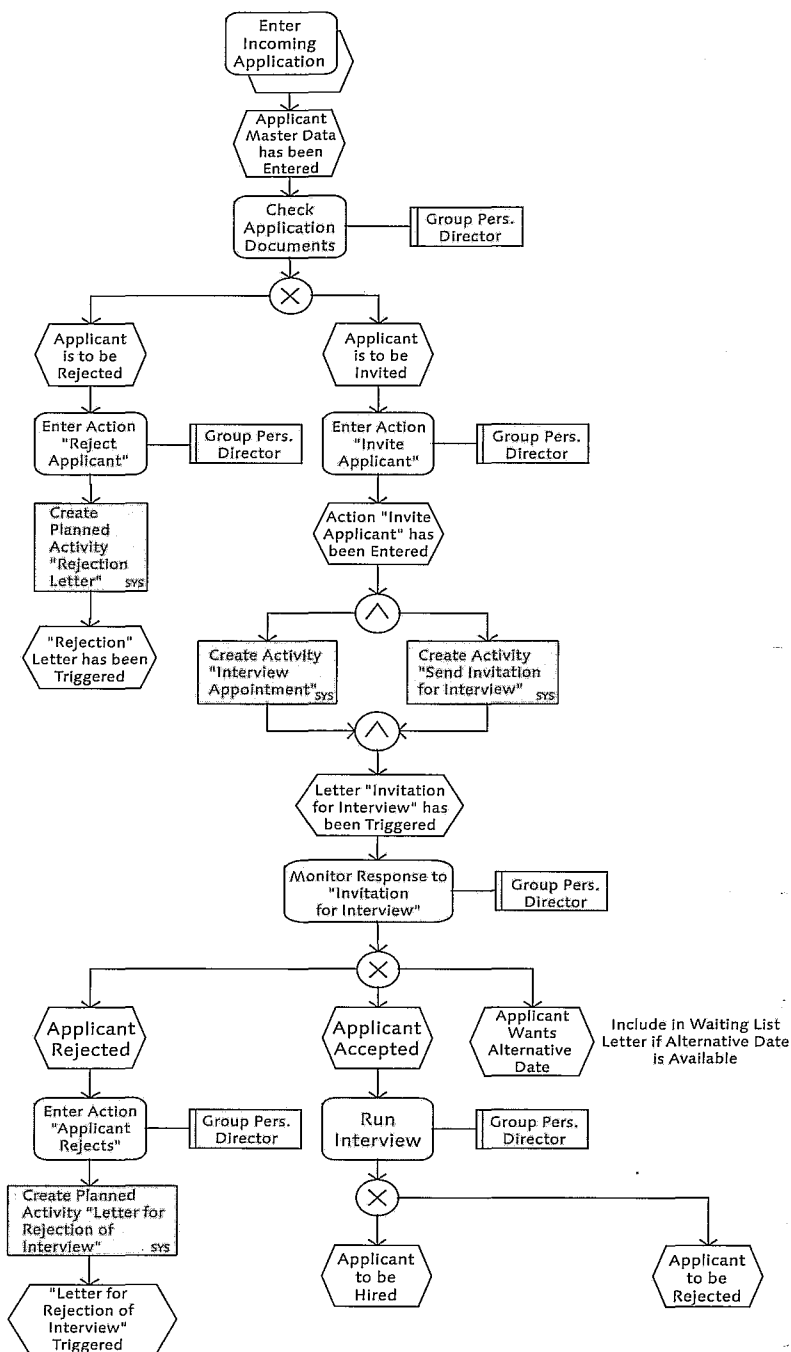 Enter
Incoming
Application
Applicant
Master Data
has been
Entered
Check
Application
Documents
Group Pers.
Director
Applicant
is to be
Rejected
Applicant
is to be
Invited
Enter Action
"Reject
Applicant"
Group Pers.
Director
Enter Action
"Invite
Applicant"
Group Pers.
Director
Create
Planned
Activity
"Rejection
Letter"
SYS
Action "Invite
Applicant" has
been Entered
"Rejection"
Letter has been
Triggered
Create Activity
"Interview
Appointment"
SYS
Create Activity
"Send Invitation
for Interview"
SYS
Letter "Invitation
for Interview" has
been Triggered
Monitor Response to
"Invitation
for Interview"
Group Pers.
Director
Applicant
Rejected
Applicant
Accepted
Applicant
Wants
Alternative
Date
Include in Waiting List
Letter if Alternative Date
is Available
Enter Action
"Applicant
Rejects"
Group Pers.
Director
Run
Interview
Group Pers.
Director
Create Planned
Activity "Letter for
Rejection of
Interview"
SYS
Applicant
to be
Hired
Applicant
to be
Rejected
"Letter for
Rejection of
Interview"
Triggered